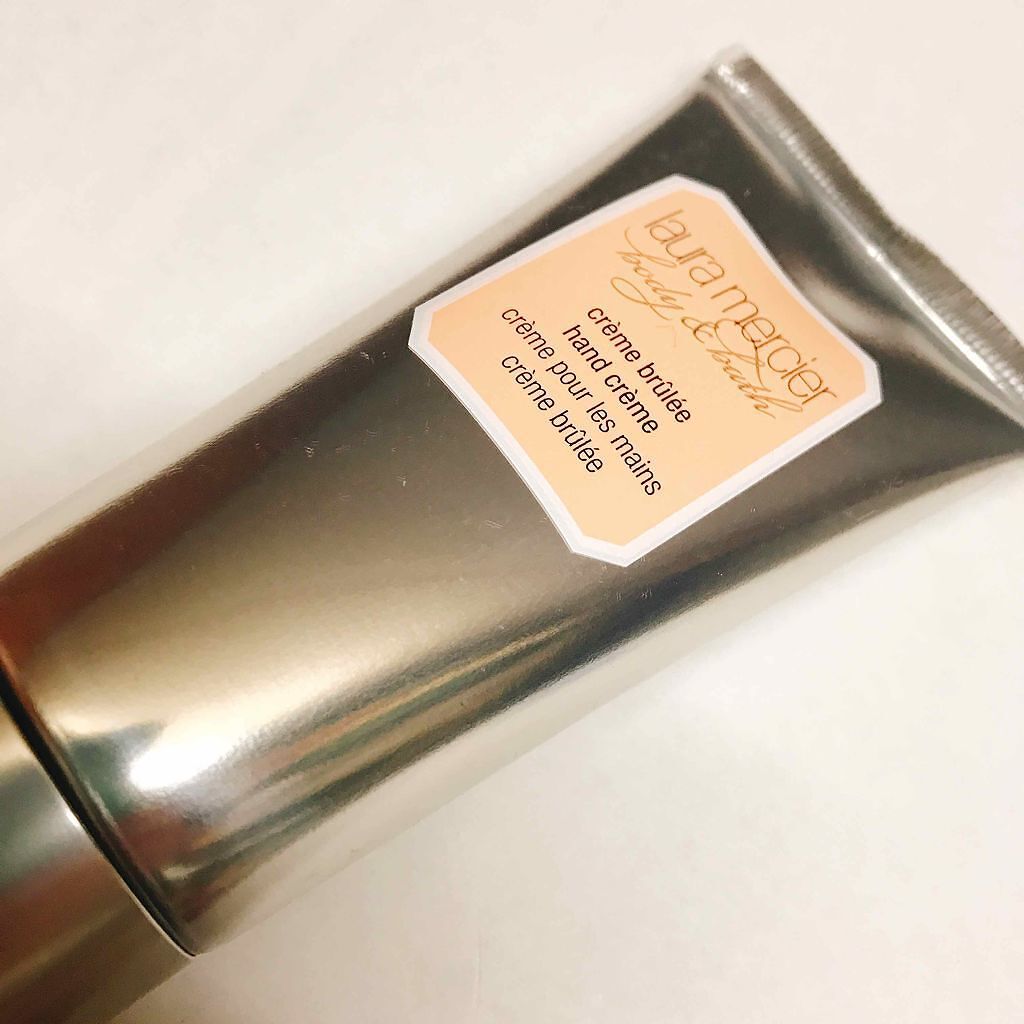 laura mercier
body & bath
crème brûlée
hand crème
crème pour les mains
crème brûlée